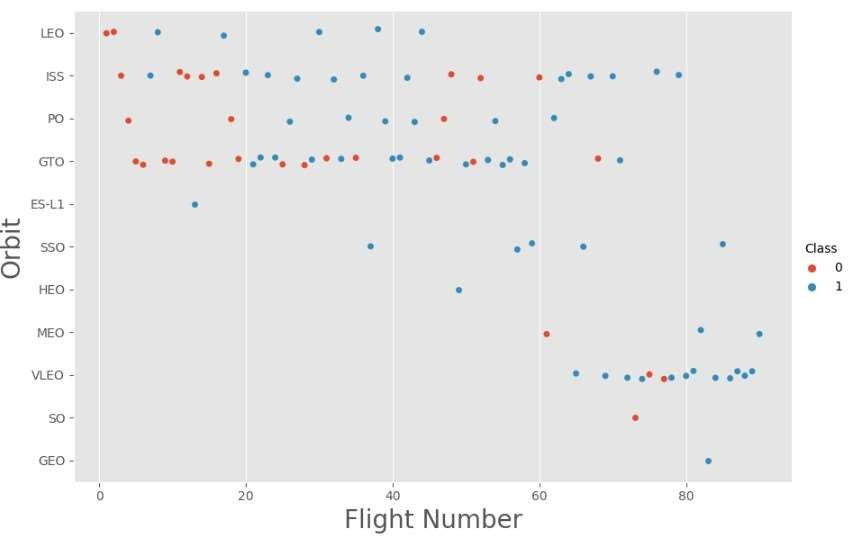 LEO
ISS
PO
GTO
ES-L1
SSO
HEO
MEO
VLEO
SO
GEO
Orbit
0 20 40 60 80
Flight Number
Class
0
1